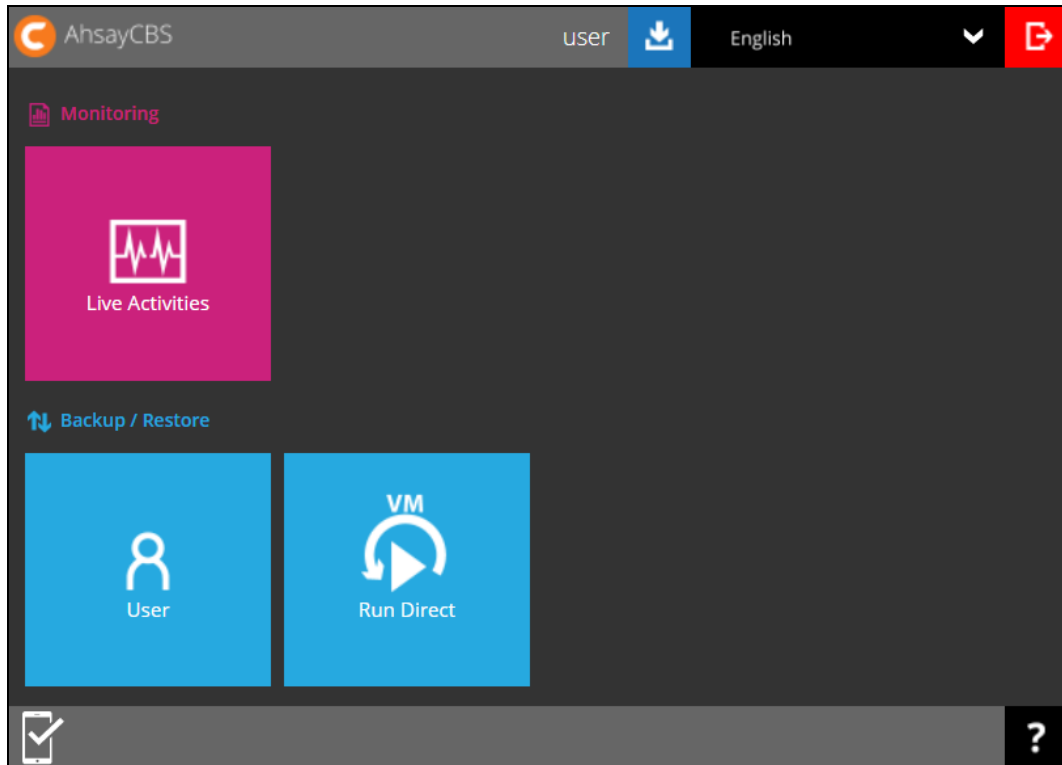 AhsayCBS user English
Monitoring
Live Activities
Backup / Restore
VM
User Run Direct
?